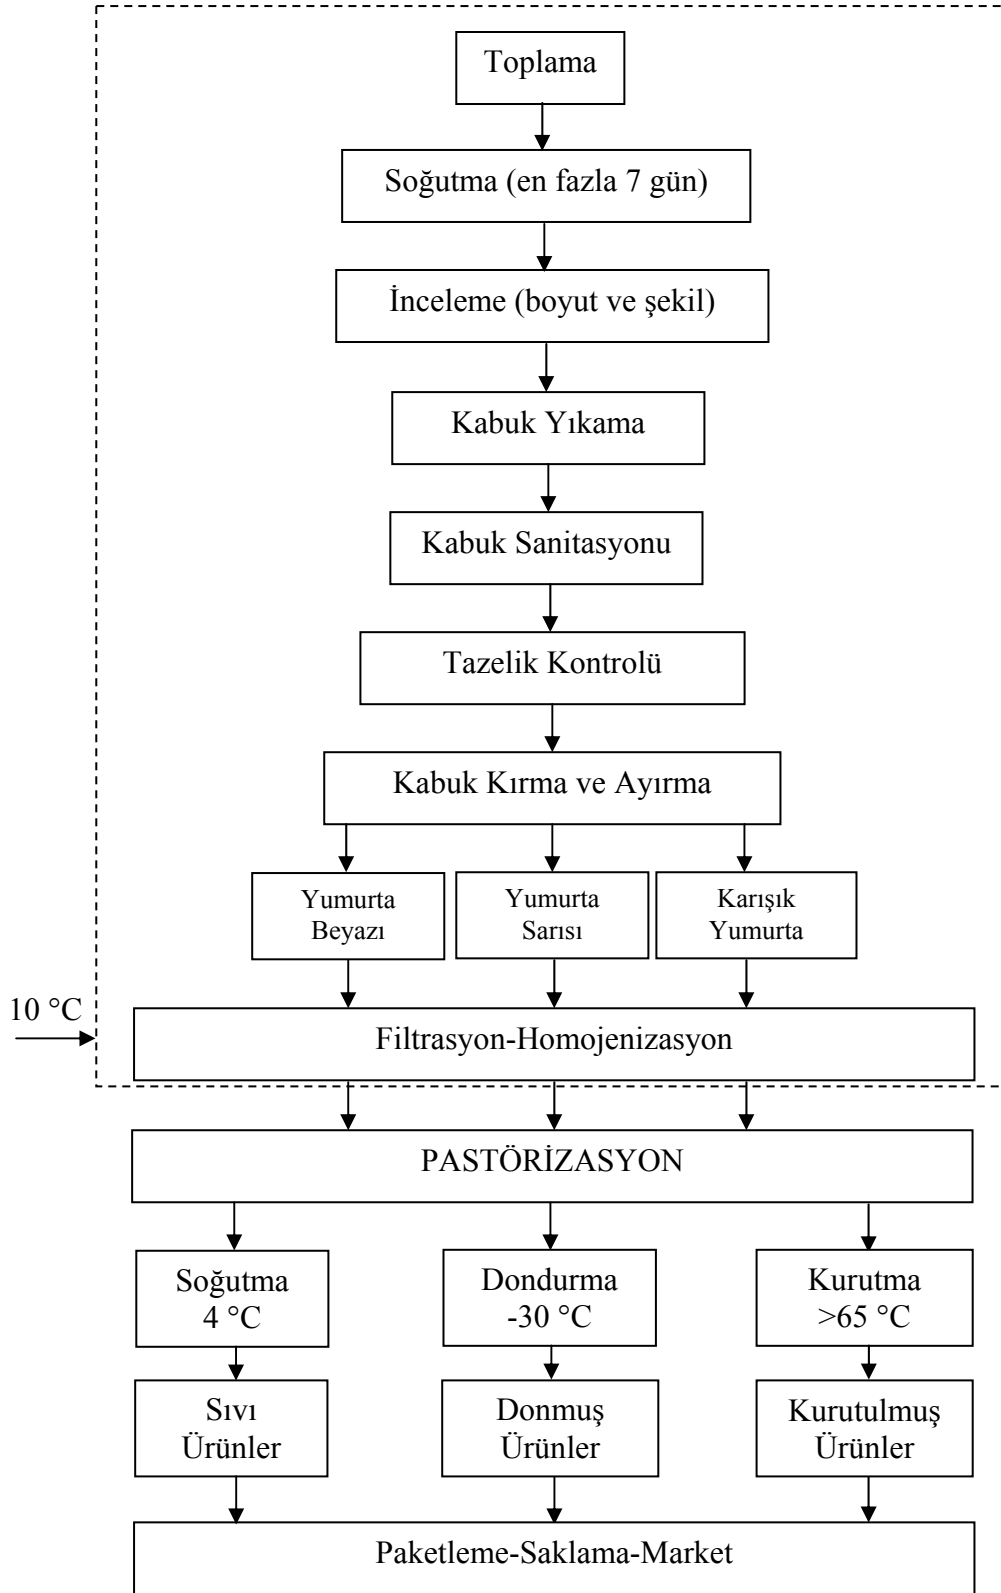 Toplama
Soğutma (en fazla 7 gün)
İnceleme (boyut ve şekil)
Kabuk Yıkama
Kabuk Sanitasyonu
Tazelik Kontrolü
Kabuk Kırma ve Ayırma
Yumurta
Beyazı
Yumurta
Sarısı
Karışık
Yumurta
10 °C
Filtrasyon-Homojenizasyon
PASTÖRİZASYON
Soğutma
4 °C
Dondurma
-30 °C
Kurutma
>65 °C
Sıvı
Ürünler
Donmuş
Ürünler
Kurutulmuş
Ürünler
Paketleme-Saklama-Market